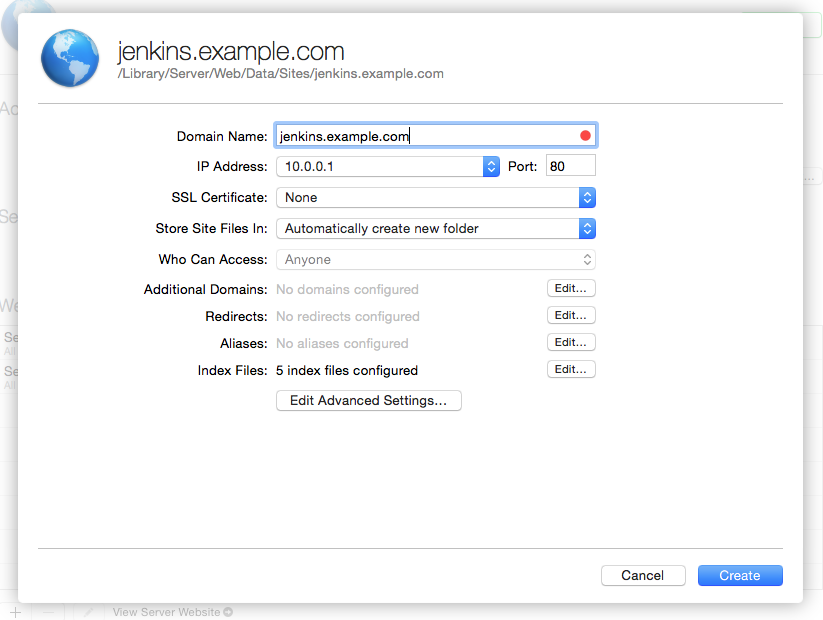 jenkins.example.com
/Library/Server/Web/Data/Sites/jenkins.example.com
Domain Name: jenkins.example.com
IP Address: 10.0.0.1 Port: 80
SSL Certificate: None
Store Site Files In: Automatically create new folder
Who Can Access: Anyone
Additional Domains: No domains configured Edit...
Redirects: No redirects configured Edit...
Aliases: No aliases configured Edit...
Index Files: 5 index files configured Edit...
Edit Advanced Settings...
Cancel Create
View Server Website